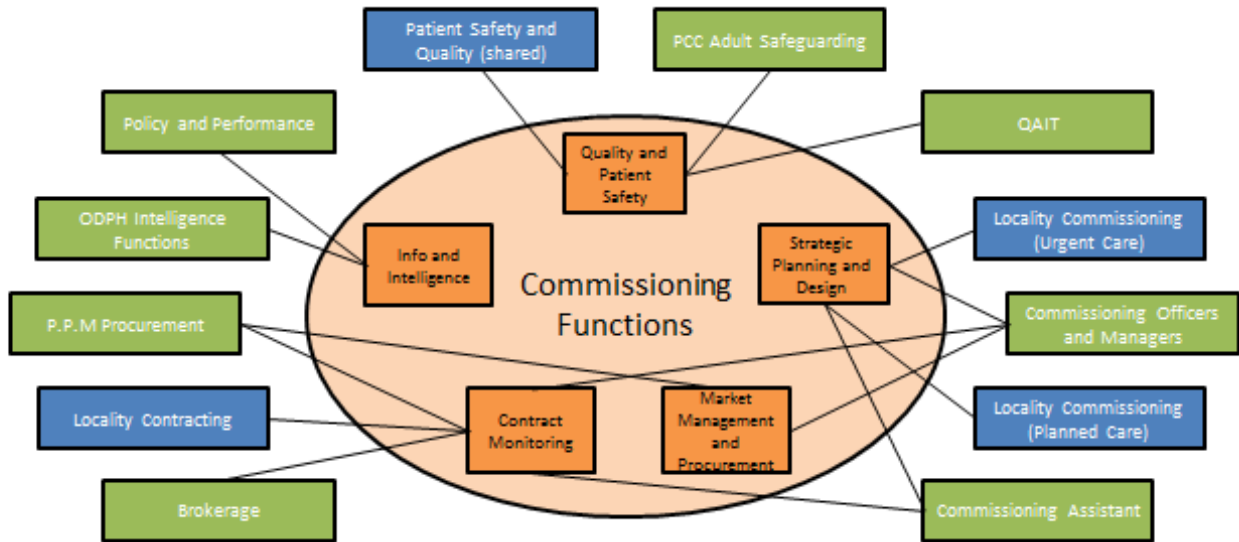 Patient Safety and
Quality (shared)
PCC Adult Safeguarding
Policy and Performance
QAIT
Quality and
Patient
Safety
ODPH Intelligence
Functions
Locality Commissioning
(Urgent Care)
Info and
Intelligence
Strategic
Planning and
Design
Commissioning
Functions
P.P.M Procurement
Commissioning Officers
and Managers
Locality Contracting
Contract
Monitoring
Market
Management
and
Procurement
Locality Commissioning
(Planned Care)
Brokerage
Commissioning Assistant